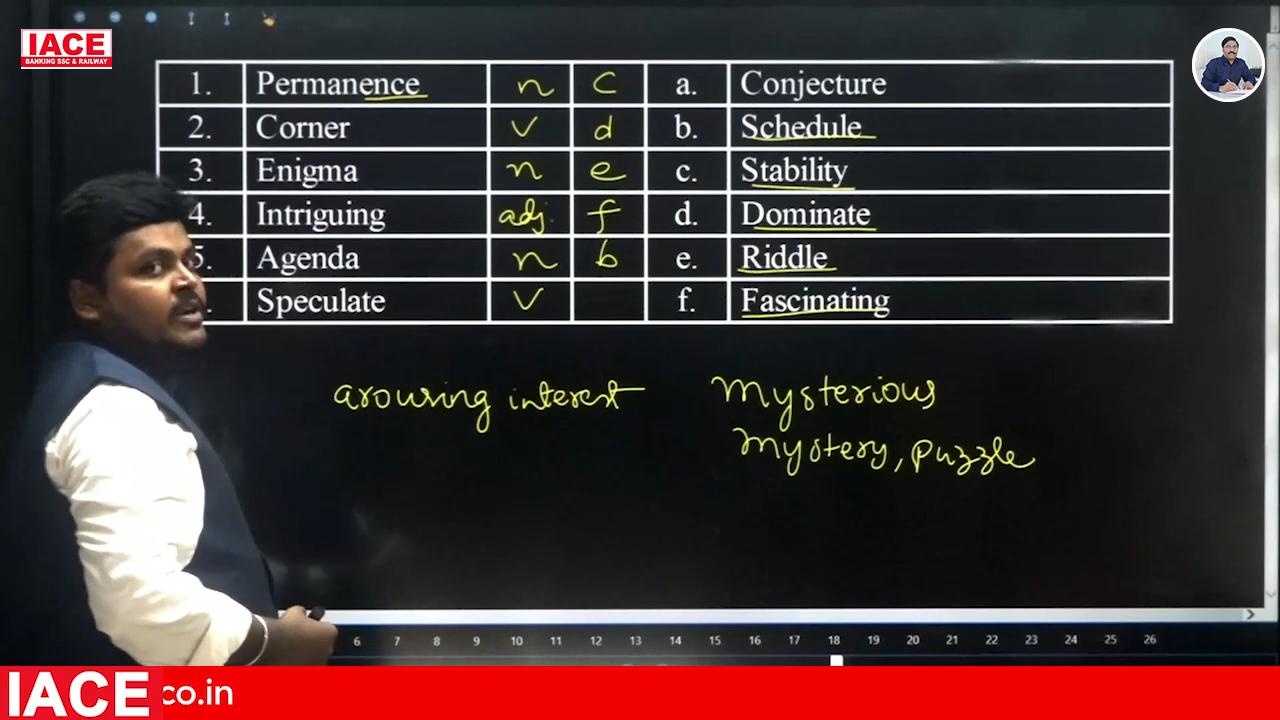 IACE
BANKING SSC & RAILWAY
1. Permanence n c a. Conjecture
2. Corner v d b. Schedule
3. Enigma n e c. Stability
4. Intriguing adj. f d. Dominate
5. Agenda n b e. Riddle
. Speculate v f. Fascinating
arousing interest Mysterious
Mystery, Puzzle
6 7 8 9 10 11 12 13 14 15 16 17 18 19 20 21 22 23 24 25 26
IACE co.in